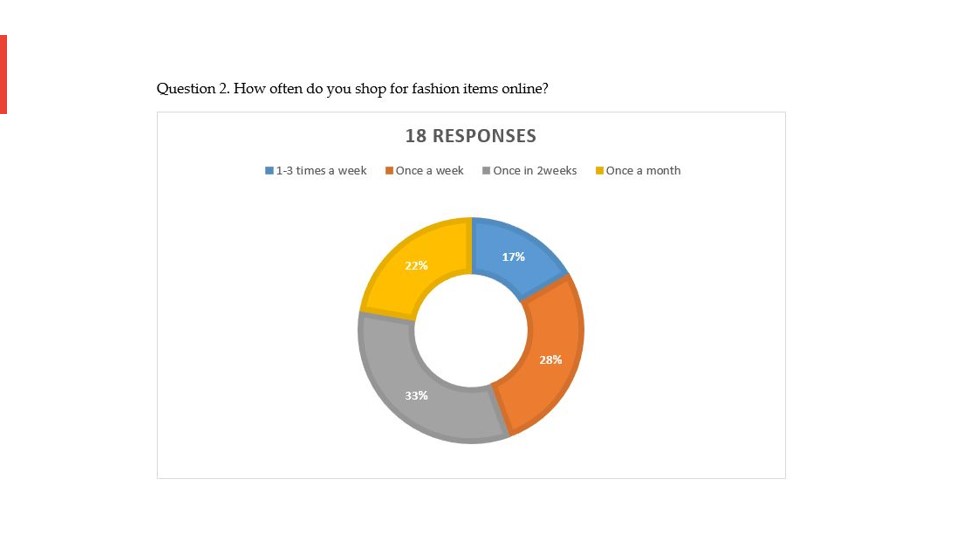 Question 2. How often do you shop for fashion items online?
18 RESPONSES
1-3 times a week Once a week Once in 2weeks Once a month
17%
22%
28%
33%